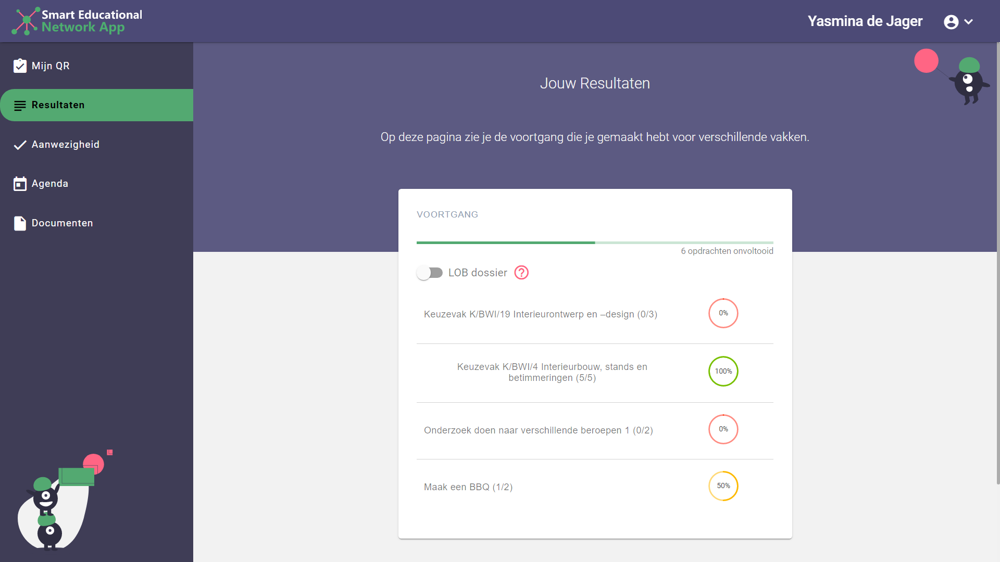 Smart Educational
Network App
Yasmina de Jager
Mijn QR
Resultaten
Aanwezigheid
Agenda
Documenten
Jouw Resultaten
Op deze pagina zie je de voortgang die je gemaakt hebt voor verschillende vakken.
VOORTGANG
6 opdrachten onvoltooid
LOB dossier
Keuzevak K/BWI/19 Interieurontwerp en –design (0/3)
0%
Keuzevak K/BWI/4 Interieurbouw, stands en
betimmeringen (5/5)
100%
Onderzoek doen naar verschillende beroepen 1 (0/2)
0%
Maak een BBQ (1/2)
50%